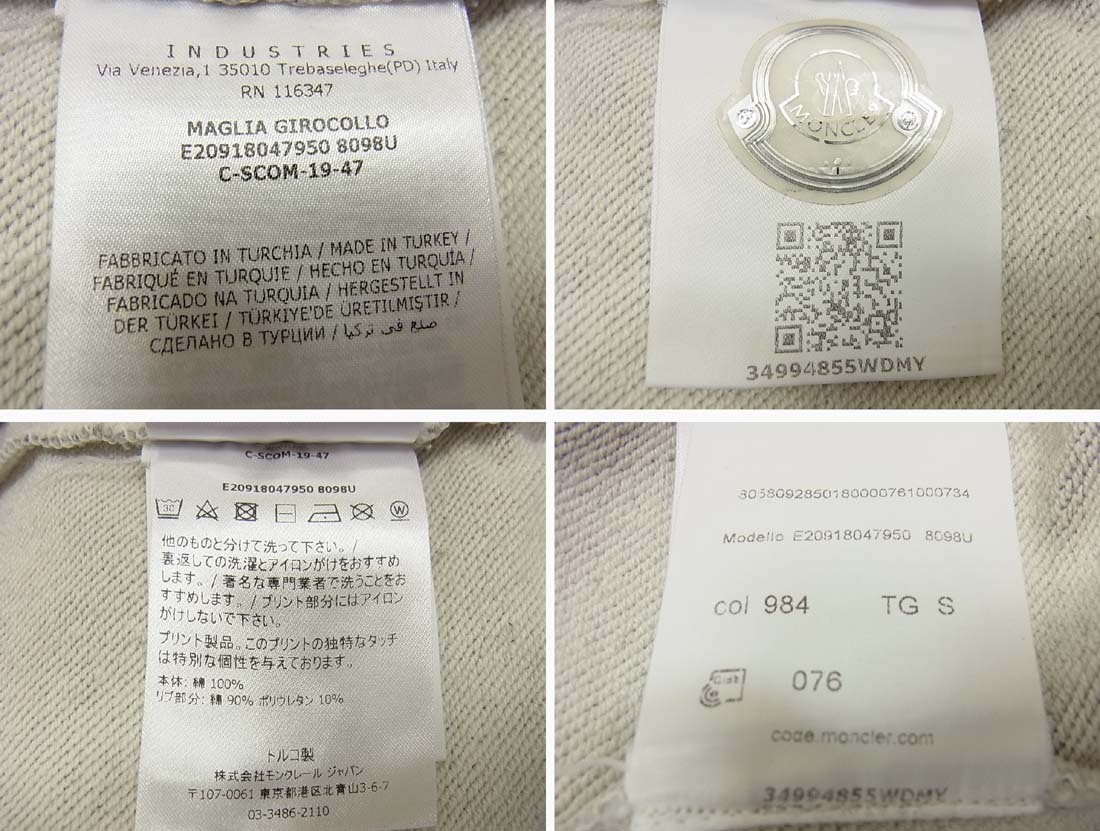 INDUSTRIES
Via Venezia,1 35010 Trebaseleghe(PD) Italy
RN 116347
MAGLIA GIROCOLLO
E20918047950 8098U
C-SCOM-19-47
FABBRICATO IN TURCHIA / MADE IN TURKEY /
FABRIQUÉ EN TURQUIE / HECHO EN TURQUÍA /
FABRICADO NA TURQUIA / HERGESTELLT IN
DER TÜRKEI / TÜRKİYE'DE ÜRETİLMİŞTİR /
СДЕЛАНО В ТУРЦИИ / صنع في تركيا
MONCLER
34994855WDMY
C-SCOM-19-47
E20918047950 8098U
30
W
他のものと分けて洗って下さい。/
裏返しての洗濯とアイロンがけをおすすめ
します。/ 著名な専門業者で洗うことをお
すすめします。/ プリント部分にはアイロン
がけしないで下さい。
プリント製品。このプリントの独特なタッチ
は特別な個性を与えております。
本体: 綿 100%
リブ部分: 綿 90% ポリウレタン 10%
トルコ製
株式会社モンクレール ジャパン
〒107-0061 東京都港区北青山3-6-7
03-3486-2110
8058092850180000761000734
Modello E20918047950 8098U
col 984 TG S
076
code.moncler.com
34994855WDMY